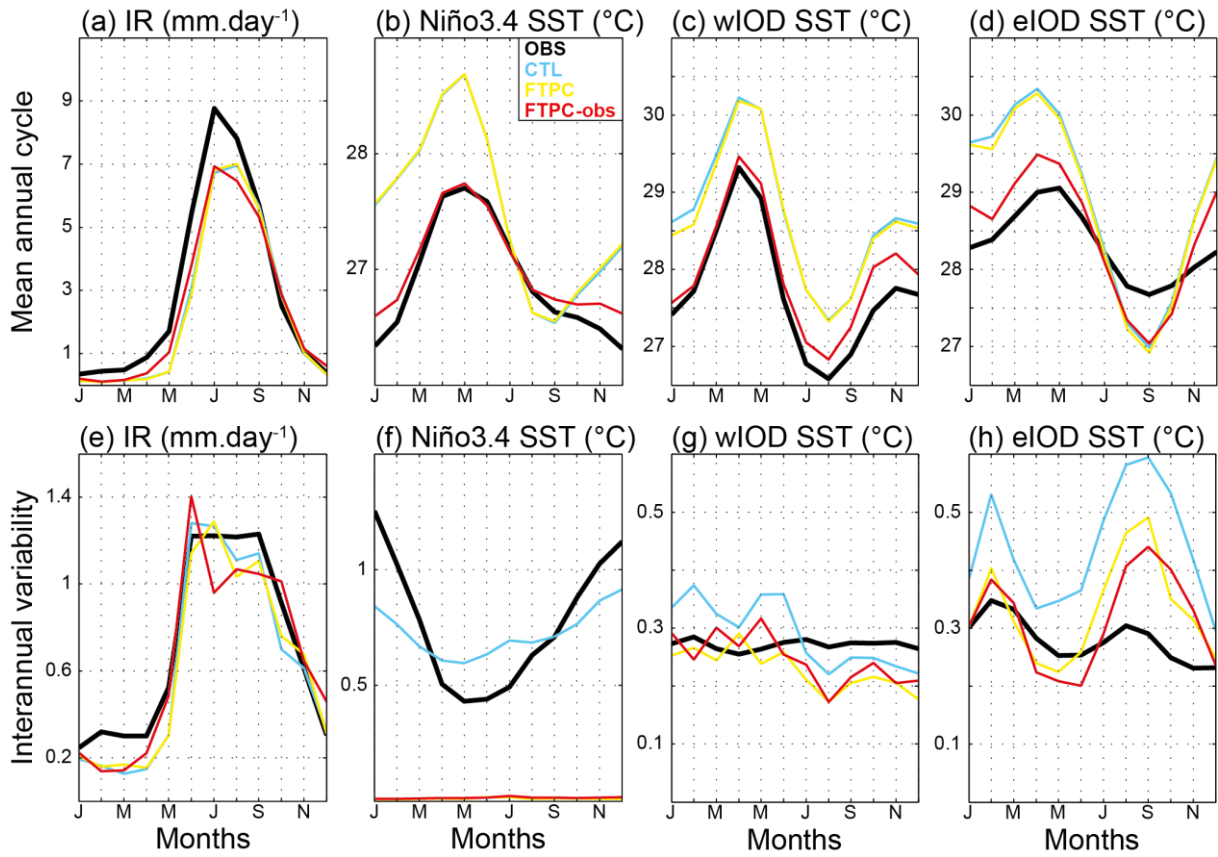 (a) IR (mm.day-1)
(b) Niño3.4 SST (°C)
(c) wIOD SST (°C)
(d) eIOD SST (°C)
Mean annual cycle
OBS
CTL
FTPC
FTPC-obs
9
7
5
3
1
J M M J S N
28
27
J M M J S N
30
29
28
27
J M M J S N
30
29
28
27
J M M J S N
(e) IR (mm.day-1)
(f) Niño3.4 SST (°C)
(g) wIOD SST (°C)
(h) eIOD SST (°C)
Interannual variability
1.4
1
0.6
0.2
J M M J S N
Months
1
0.5
J M M J S N
Months
0.5
0.3
0.1
J M M J S N
Months
0.5
0.3
0.1
J M M J S N
Months